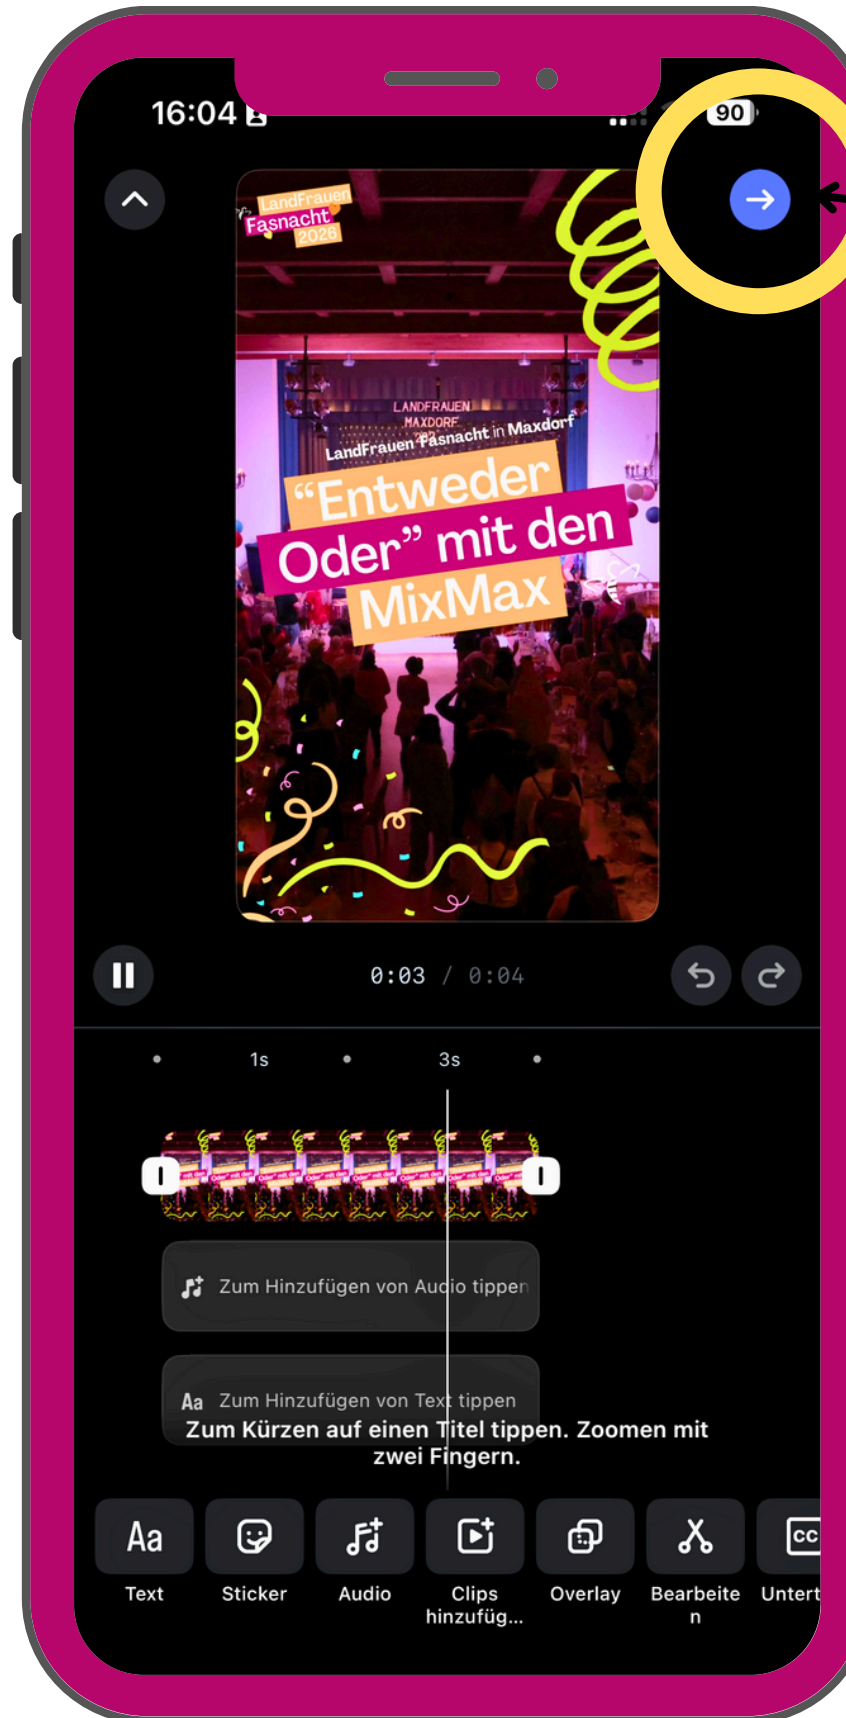 16:04
90
LandFrauen
Fasnacht
2026
LANDFRAUEN
MAXDORF
LandFrauen Fasnacht in Maxdorf
“Entweder
Oder” mit den
MixMax
0:03 / 0:04
1s
3s
Zum Hinzufügen von Audio tippen
Aa Zum Hinzufügen von Text tippen
Zum Kürzen auf einen Titel tippen. Zoomen mit
zwei Fingern.
Aa
CC
Text
Sticker
Audio
Clips
hinzufüg...
Overlay
Bearbeite
n
Untert